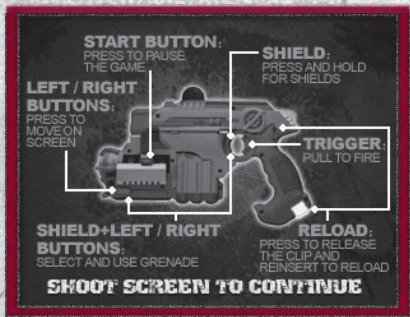 START BUTTON:
PRESS TO PAUSE
THE GAME
SHIELD:
PRESS AND HOLD
FOR SHIELDS
LEFT / RIGHT
BUTTONS:
PRESS TO
MOVE ON
SCREEN
TRIGGER:
PULL TO FIRE
SHIELD+LEFT / RIGHT
BUTTONS:
SELECT AND USE GRENADE
RELOAD:
PRESS TO RELEASE
THE CLIP AND
REINSERT TO RELOAD
SHOOT SCREEN TO CONTINUE